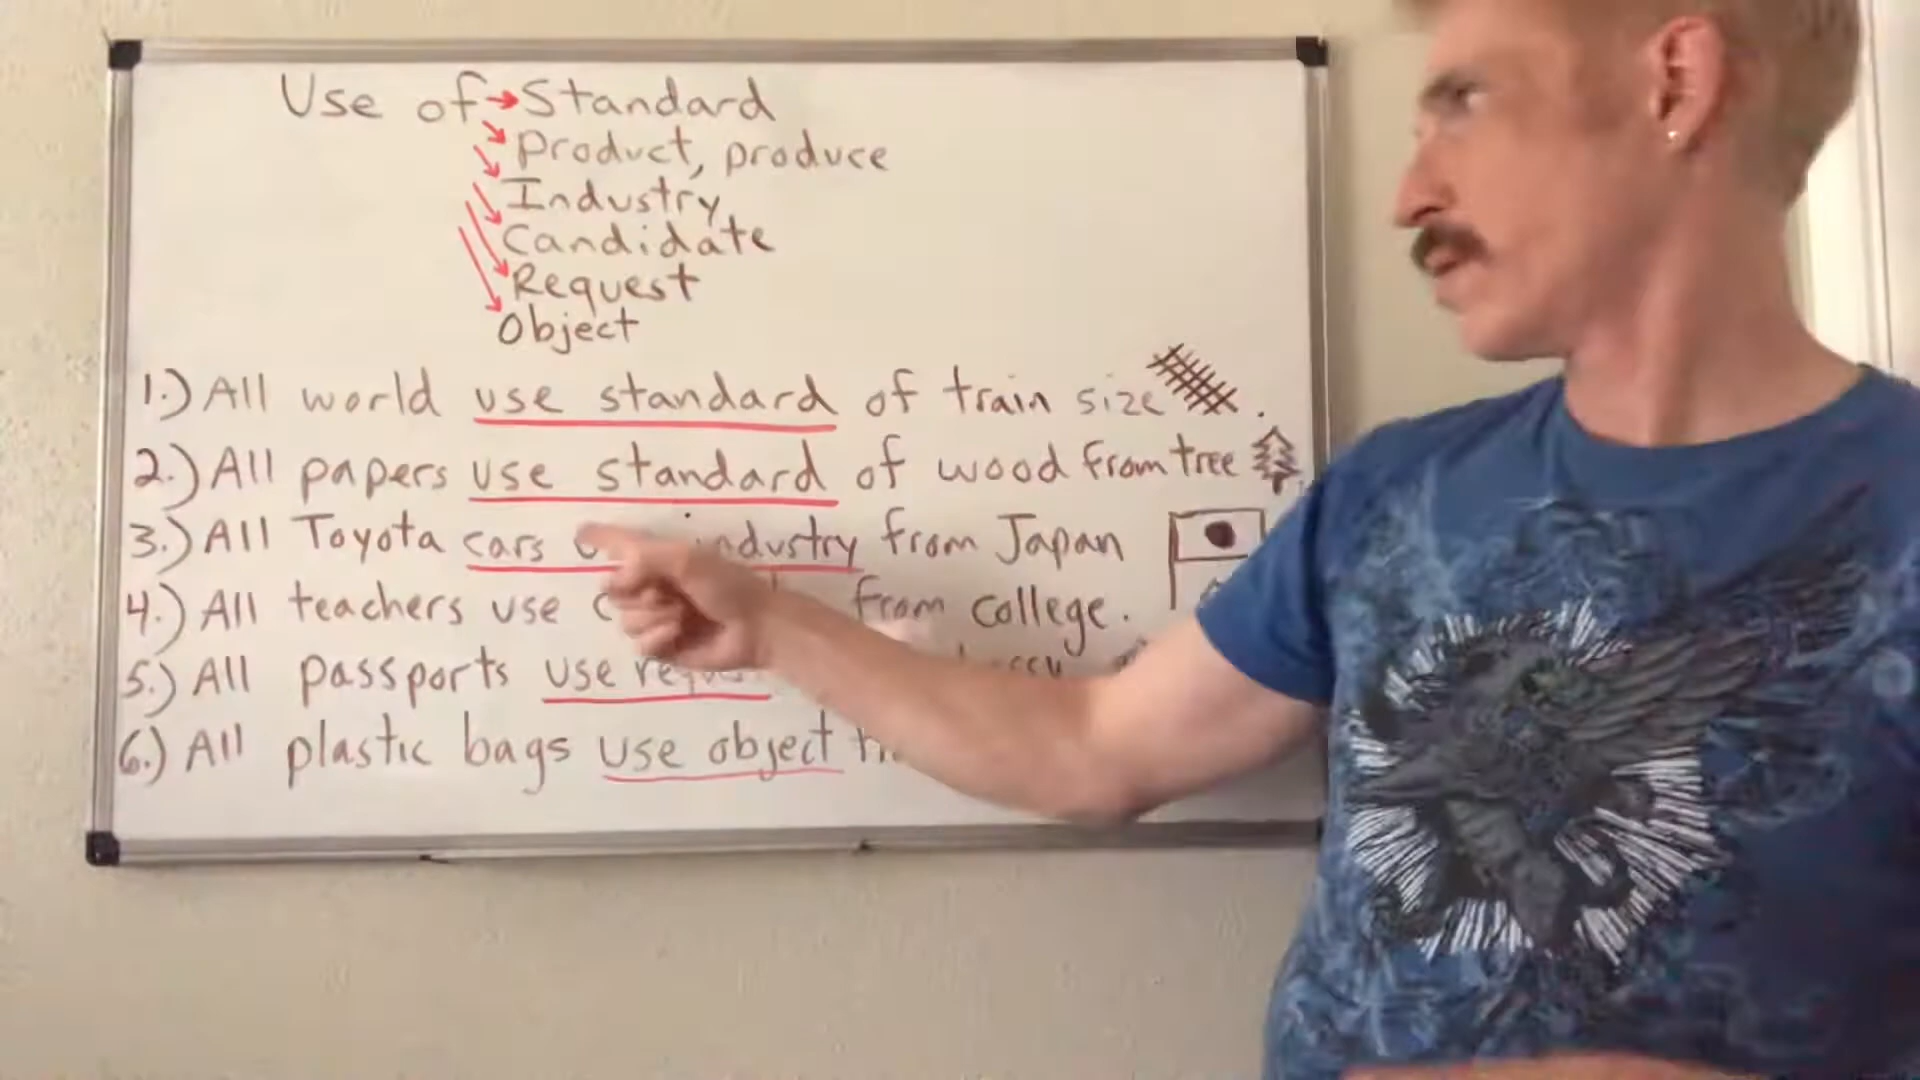 Use of → Standard
Product, produce
Industry
Candidate
Request
Object
1.) All world use standard of train size.
2.) All papers use standard of wood from tree
3.) All Toyota cars industry from Japan
4.) All teachers use from college.
5.) All passports use
6.) All plastic bags use object